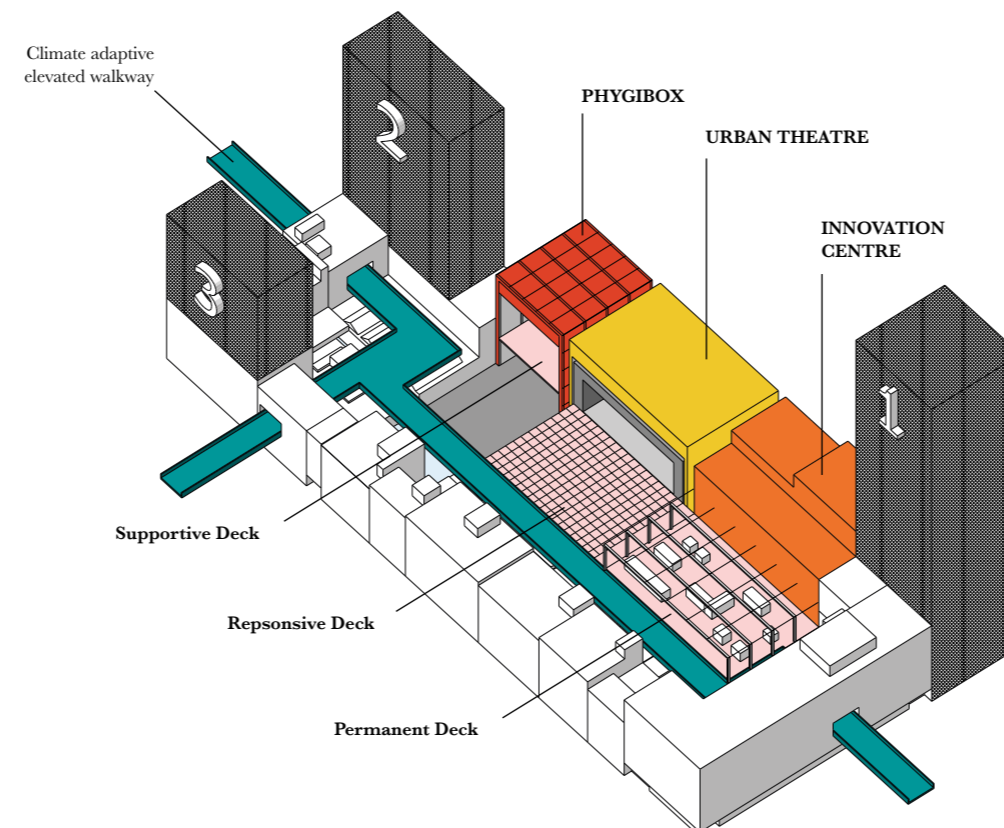 Climate adaptive
elevated walkway
2
PHYGIBOX
URBAN THEATRE
INNOVATION
CENTRE
3
1
Supportive Deck
Repsonsive Deck
Permanent Deck